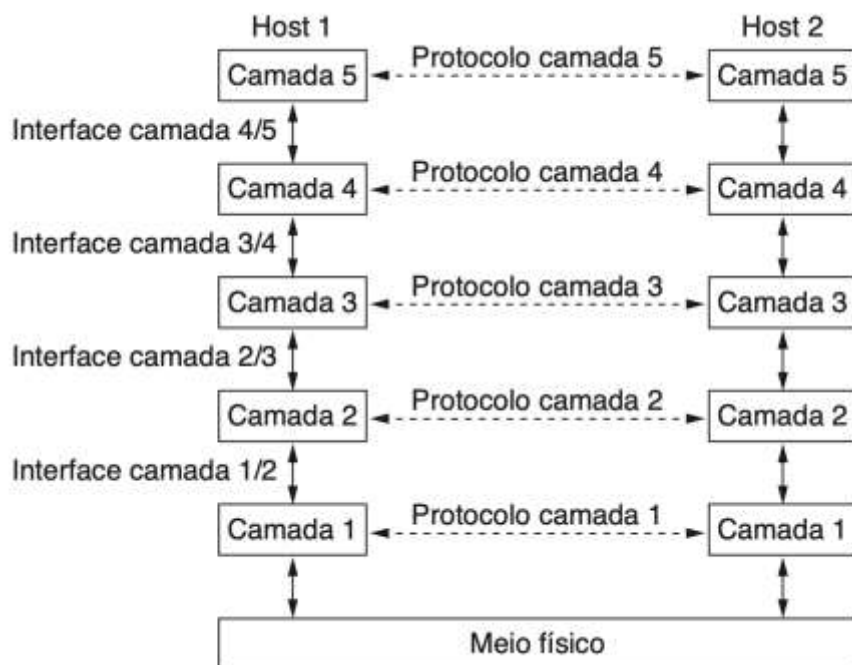 Host 1 Host 2
Camada 5 Protocolo camada 5 Camada 5
Interface camada 4/5
Camada 4 Protocolo camada 4 Camada 4
Interface camada 3/4
Camada 3 Protocolo camada 3 Camada 3
Interface camada 2/3
Camada 2 Protocolo camada 2 Camada 2
Interface camada 1/2
Camada 1 Protocolo camada 1 Camada 1
Meio físico